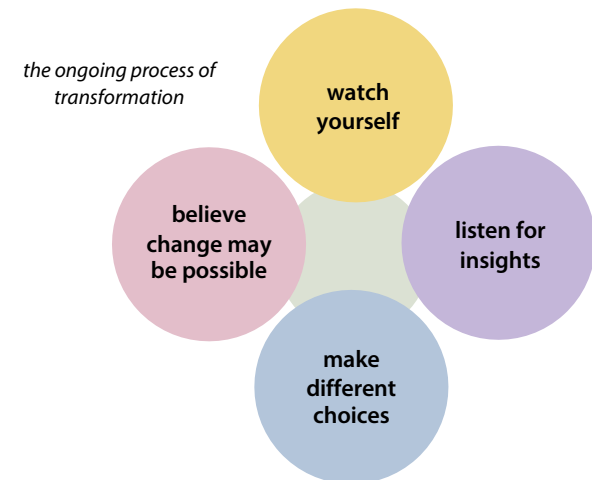 the ongoing process of
transformation
watch
yourself
believe
change may
be possible
listen for
insights
make
different
choices